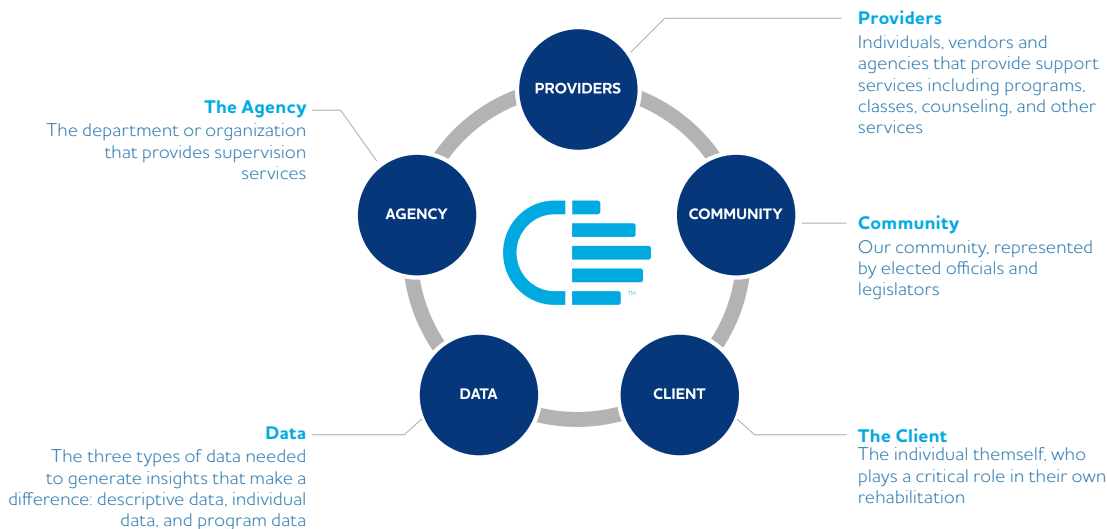 Providers
Individuals, vendors and
agencies that provide support
services including programs,
classes, counseling, and other
services
PROVIDERS
The Agency
The department or organization
that provides supervision
services
AGENCY
COMMUNITY
Community
Our community, represented
by elected officials and
legislators
TM
DATA
CLIENT
Data
The three types of data needed
to generate insights that make a
difference: descriptive data, individual
data, and program data
The Client
The individual themself, who
plays a critical role in their own
rehabilitation